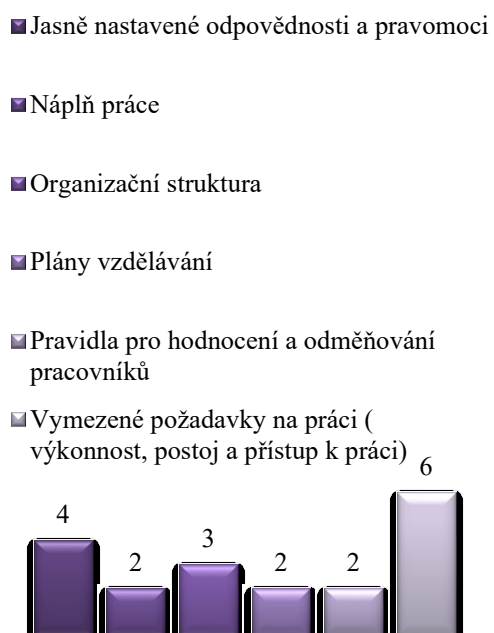 Jasně nastavené odpovědnosti a pravomoci
Náplň práce
Organizační struktura
Plány vzdělávání
Pravidla pro hodnocení a odměňování
pracovníků
Vymezené požadavky na práci (
výkonnost, postoj a přístup k práci)
4
2
3
2
2
6